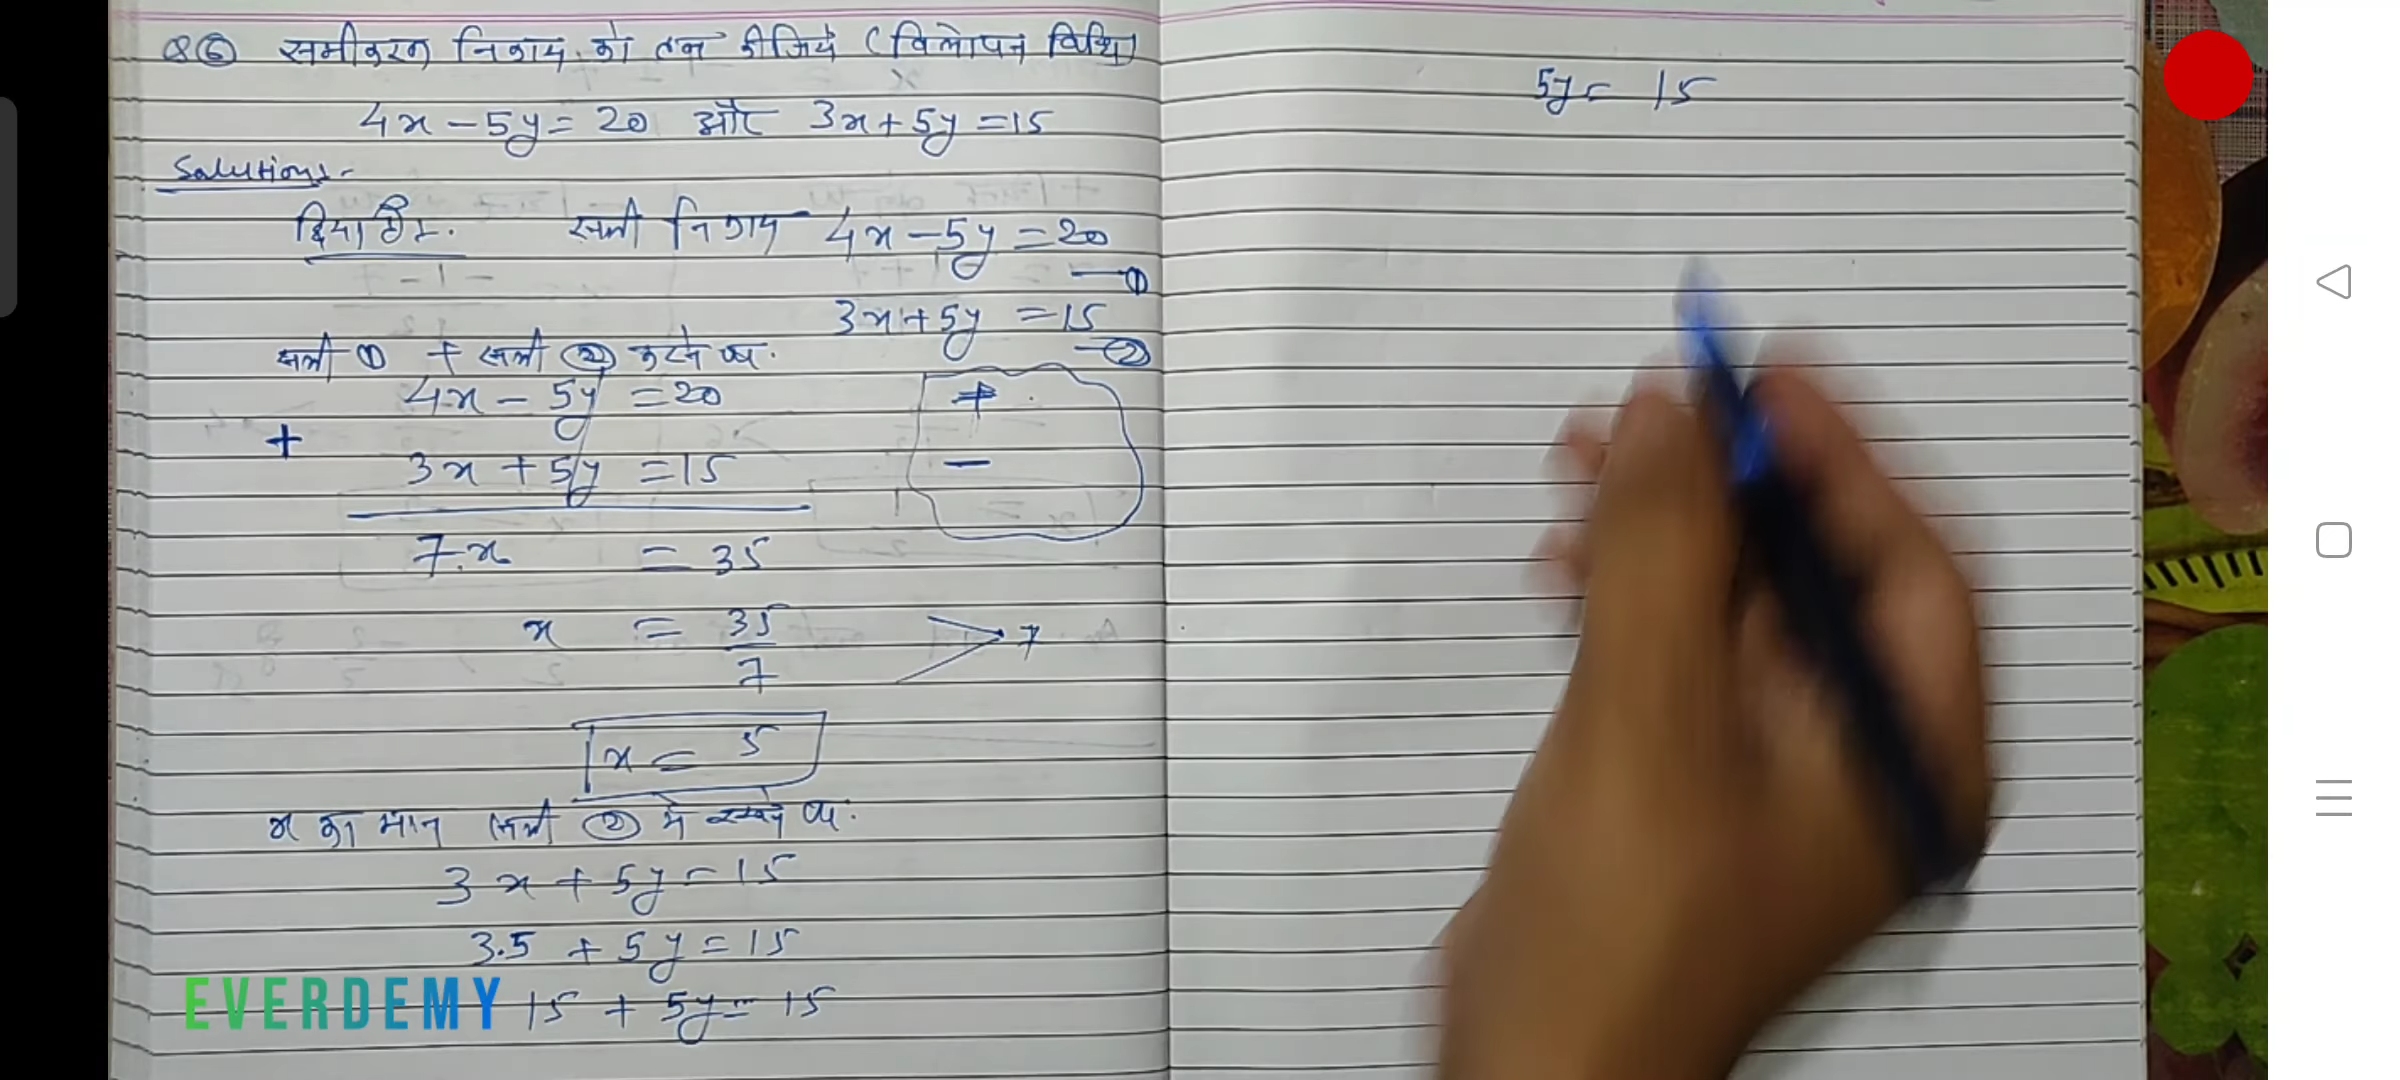 Q⑥ समीकरण निकाय को हल कीजिये (विलोपन विधि)
4x - 5y = 20 और 3x + 5y = 15
Solution:-
दिया है:- समी निकाय 4x - 5y = 20
—①
3x + 5y = 15
—②
समी ① + समी ② करने पर
4x - 5y = 20
+
3x + 5y = 15
+
-
7x = 35
x = 35/7
7
x = 5
x का मान समी ② मे रखने पर
3x + 5y = 15
3.5 + 5y = 15
15 + 5y = 15
EVERDEMY
5y = 15